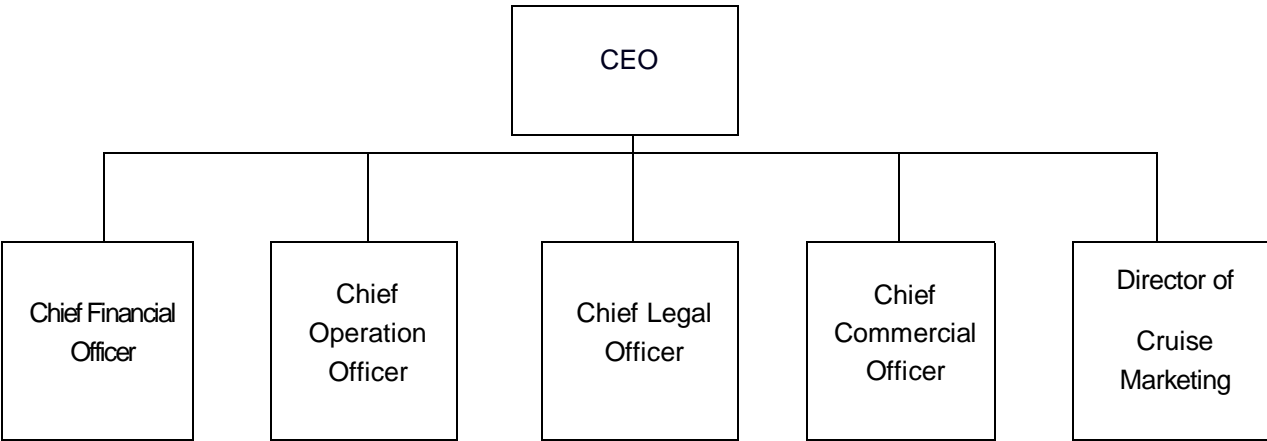 CEO
Chief Financial
Officer
Chief
Operation
Officer
Chief Legal
Officer
Chief
Commercial
Officer
Director of
Cruise
Marketing